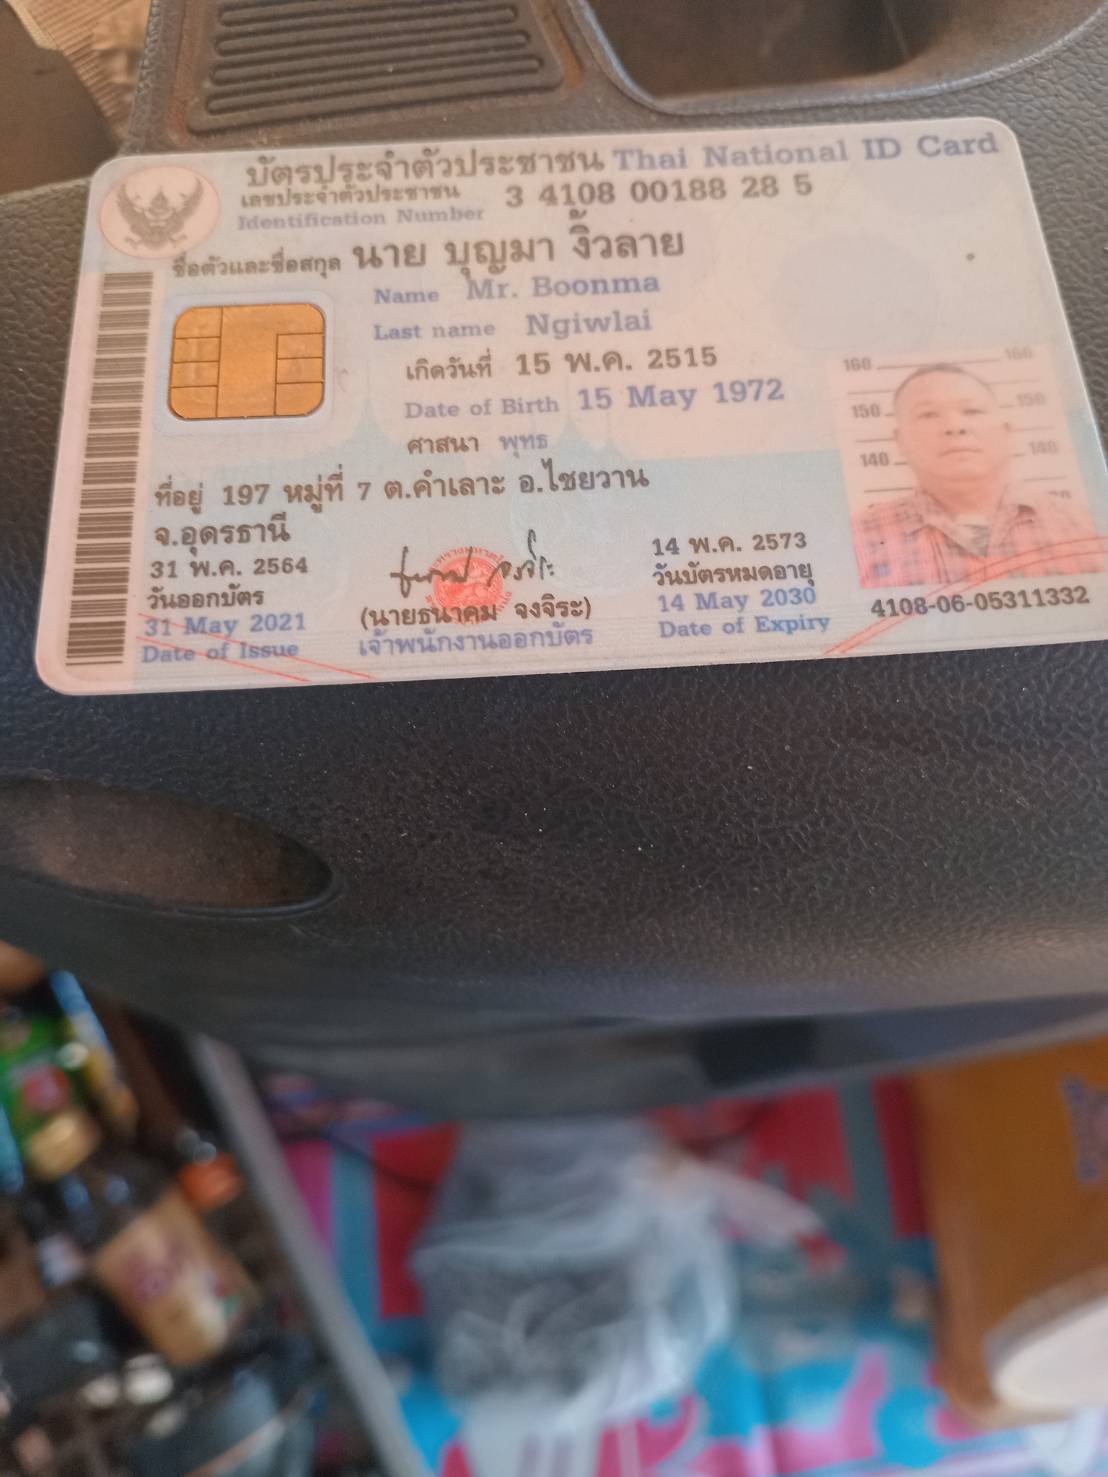 บัตรประจำตัวประชาชน Thai National ID Card
เลขประจำตัวประชาชน 3 4108 00188 28 5
Identification Number
ชื่อตัวและชื่อสกุล นาย บุญมา งิ้วลาย
Name Mr. Boonma
Last name Ngiwlai
เกิดวันที่ 15 พ.ค. 2515
Date of Birth 15 May 1972
ศาสนา พุทธ
ที่อยู่ 197 หมู่ที่ 7 ต.คำเลาะ อ.ไชยวาน
จ.อุดรธานี
31 พ.ค. 2564
วันออกบัตร
31 May 2021
Date of Issue
(นายธนาคม จงจิระ)
เจ้าพนักงานออกบัตร
14 พ.ค. 2573
วันบัตรหมดอายุ
14 May 2030
Date of Expiry
160 160
150 150
140 140
4108-06-05311332